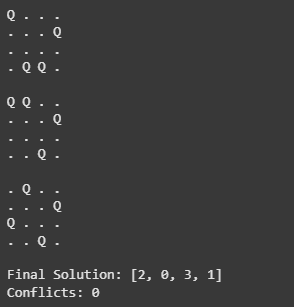 Q . . .
. . . Q
. . . .
. Q Q .

Q Q . .
. . . Q
. . . .
. . Q .

. Q . .
. . . Q
Q . . .
. . Q .

Final Solution: [2, 0, 3, 1]
Conflicts: 0